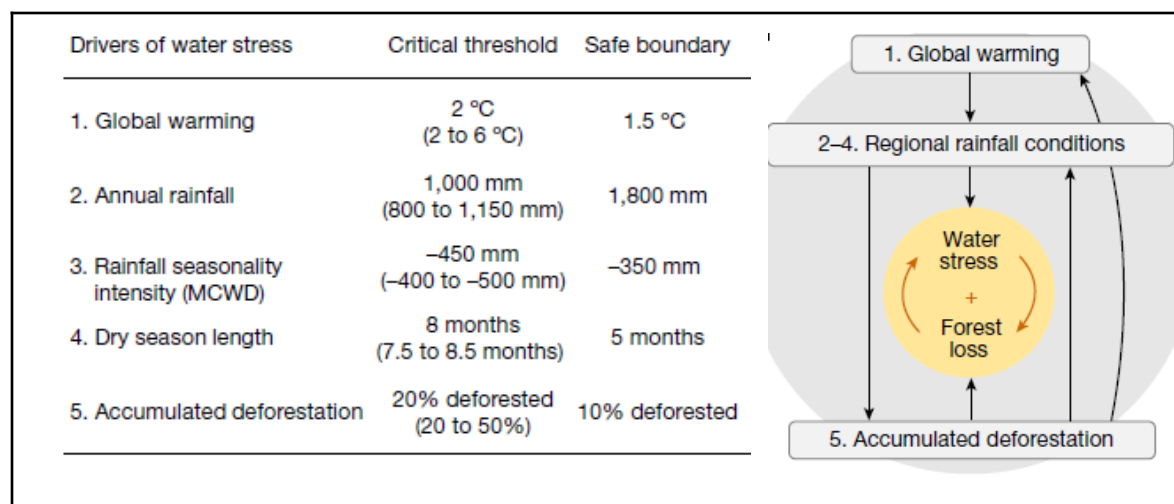 Drivers of water stress Critical threshold Safe boundary
1. Global warming 2 ºC (2 to 6 ºC) 1.5 ºC
2. Annual rainfall 1,000 mm (800 to 1,150 mm) 1,800 mm
3. Rainfall seasonality intensity (MCWD) –450 mm (–400 to –500 mm) –350 mm
4. Dry season length 8 months (7.5 to 8.5 months) 5 months
5. Accumulated deforestation 20% deforested (20 to 50%) 10% deforested
1. Global warming
2–4. Regional rainfall conditions
Water
stress
+
Forest
loss
5. Accumulated deforestation